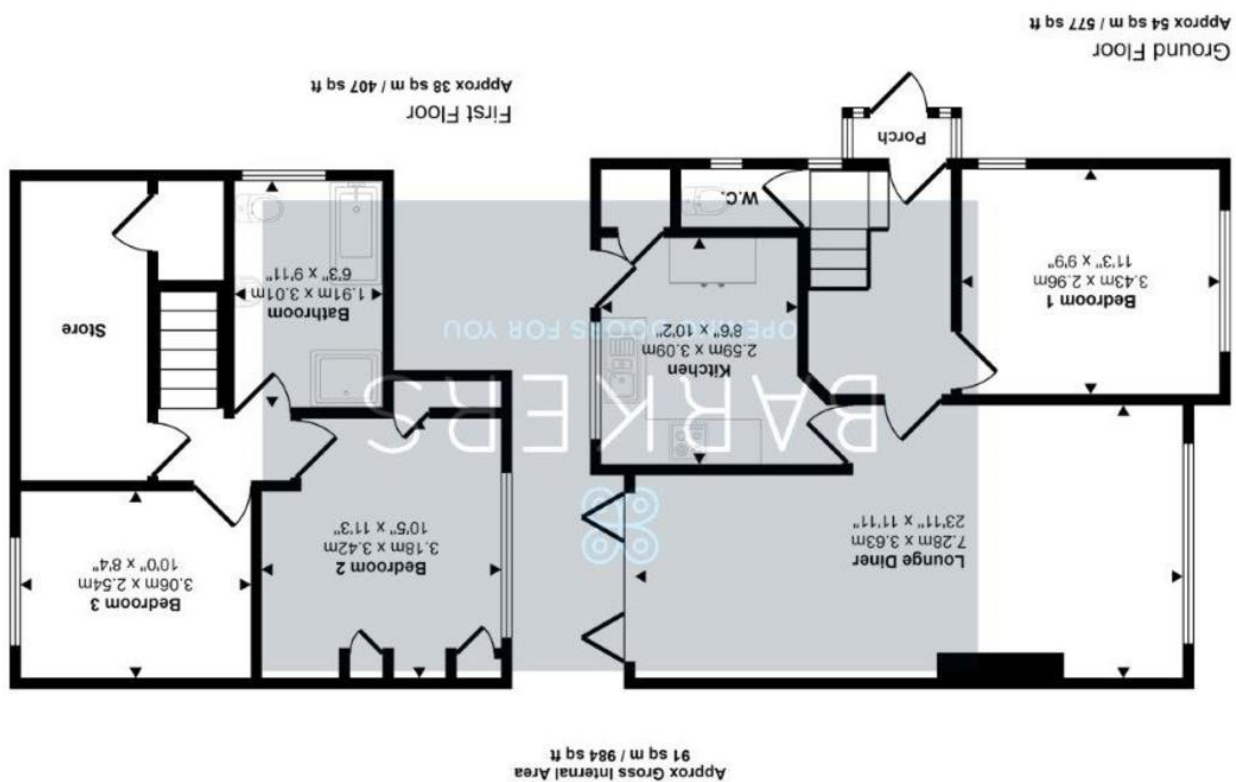 Approx Gross Internal Area
91 sq m / 984 sq ft
Lounge Diner
7.28m x 3.63m
23'11" x 11'11"
Bedroom 1
3.43m x 2.96m
11'3" x 9'9"
Kitchen
2.59m x 3.09m
8'6" x 10'2"
W.C.
Porch
Ground Floor
Approx 54 sq m / 577 sq ft
Bedroom 2
3.18m x 3.42m
10'5" x 11'3"
Bedroom 3
3.06m x 2.54m
10'0" x 8'4"
Store
Bathroom
1.91m x 3.01m
6'3" x 9'11"
First Floor
Approx 38 sq m / 407 sq ft
BARKERS
OPENING DOORS FOR YOU